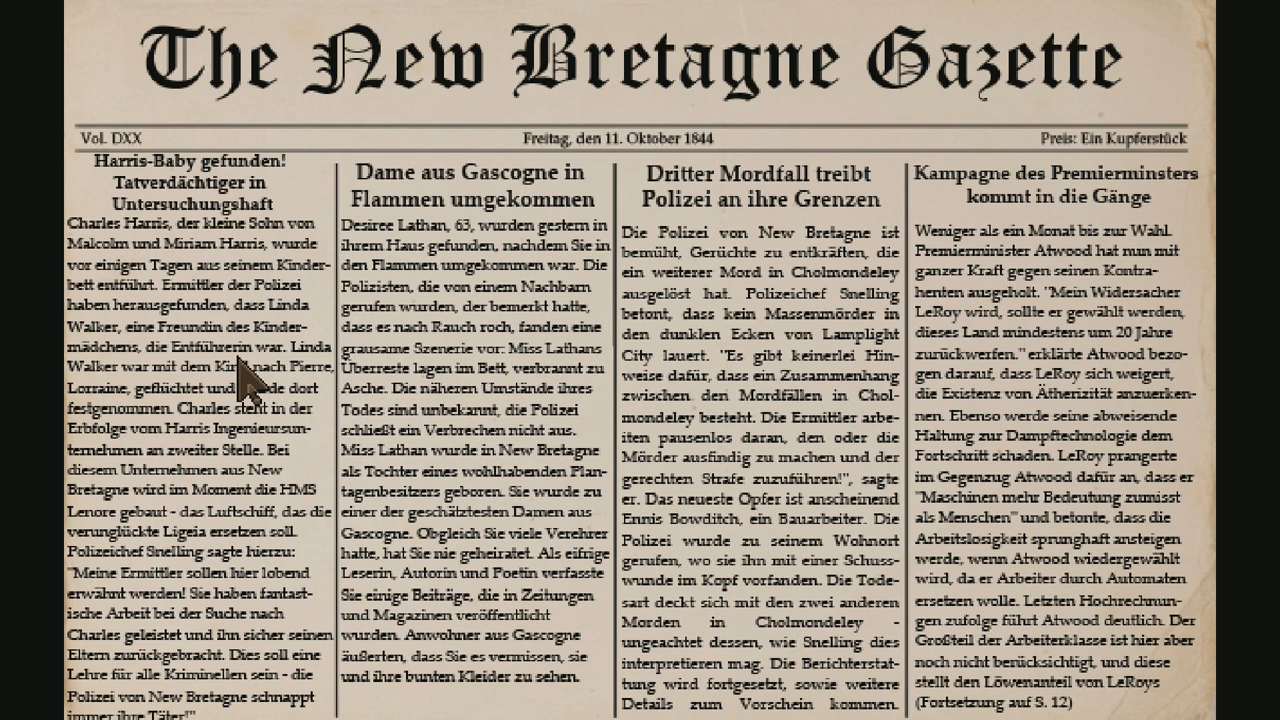 The New Bretagne Gazette
Vol. DXX
Freitag, den 11. Oktober 1844
Preis: Ein Kupferstück
Harris-Baby gefunden!
Tatverdächtiger in
Untersuchungshaft
Charles Harris, der kleine Sohn von
Malcolm und Miriam Harris, wurde
vor einigen Tagen aus seinem Kinder-
bett entführt. Ermittler der Polizei
haben herausgefunden, dass Linda
Walker, eine Freundin des Kinder-
mädchens, die Entführerin war. Linda
Walker war mit dem nach Pierre,
Lorraine, geflüchtet und dort
festgenommen. Charles steht in der
Erbfolge vom Harris Ingenieursun-
ternehmen an zweiter Stelle. Bei
diesem Unternehmen aus New
Bretagne wird im Moment die HMS
Lenore gebaut - das Luftschiff, das die
verunglückte Ligeia ersetzen soll.
Polizeichef Snelling sagte hierzu:
"Meine Ermittler sollen hier lobend
erwähnt werden! Sie haben fantast-
ische Arbeit bei der Suche nach
Charles geleistet und ihn sicher seinen
Eltern zurückgebracht. Dies soll eine
Lehre für alle Kriminellen sein - die
Polizei von New Bretagne schnappt
immer ihre Täter!"
Dame aus Gascogne in
Flammen umgekommen
Desiree Lathan, 63, wurden gestern in
ihrem Haus gefunden, nachdem Sie in
den Flammen umgekommen war. Die
Polizisten, die von einem Nachbarn
gerufen wurden, der bemerkt hatte,
dass es nach Rauch roch, fanden eine
grausame Szenerie vor: Miss Lathans
Überreste lagen im Bett, verbrannt zu
Asche. Die näheren Umstände ihres
Todes sind unbekannt, die Polizei
schließt ein Verbrechen nicht aus.
Miss Lathan wurde in New Bretagne
als Tochter eines wohlhabenden Plan-
tagenbesitzers geboren. Sie wurde zu
einer der geschätztesten Damen aus
Gascogne. Obgleich Sie viele Verehrer
hatte, hat Sie nie geheiratet. Als eifrige
Leserin, Autorin und Poetin verfasste
Sie einige Beiträge, die in Zeitungen
und Magazinen veröffentlicht
wurden. Anwohner aus Gascogne
äußerten, dass Sie es vermissen, sie
und ihre bunten Kleider zu sehen.
Dritter Mordfall treibt
Polizei an ihre Grenzen
Die Polizei von New Bretagne ist
bemüht, Gerüchte zu entkräften, die
ein weiterer Mord in Cholmondeley
ausgelöst hat. Polizeichef Snelling
betont, dass kein Massenmörder in
den dunklen Ecken von Lamplight
City lauert. "Es gibt keinerlei Hin-
weise dafür, dass ein Zusammenhang
zwischen den Mordfällen in Chol-
mondeley besteht. Die Ermittler arbe-
iten pausenlos daran, den oder die
Mörder ausfindig zu machen und der
gerechten Strafe zuzuführen!", sagte
er. Das neueste Opfer ist anscheinend
Ennis Bowditch, ein Bauarbeiter. Die
Polizei wurde zu seinem Wohnort
gerufen, wo sie ihn mit einer Schuss-
wunde im Kopf vorfanden. Die Tode-
sart deckt sich mit den zwei anderen
Morden in Cholmondeley -
ungeachtet dessen, wie Snelling dies
interpretieren mag. Die Berichterstat-
tung wird fortgesetzt, sowie weitere
Details zum Vorschein kommen.
Kampagne des Premierminsters
kommt in die Gänge
Weniger als ein Monat bis zur Wahl.
Premierminister Atwood hat nun mit
ganzer Kraft gegen seinen Kontra-
henten ausgeholt. "Mein Widersacher
LeRoy wird, sollte er gewählt werden,
dieses Land mindestens um 20 Jahre
zurückwerfen." erklärte Atwood bezo-
gen darauf, dass LeRoy sich weigert,
die Existenz von Ätherizität anzuerken-
nen. Ebenso werde seine abweisende
Haltung zur Dampftechnologie dem
Fortschritt schaden. LeRoy prangerte
im Gegenzug Atwood dafür an, dass er
"Maschinen mehr Bedeutung zumisst
als Menschen" und betonte, dass die
Arbeitslosigkeit sprunghaft ansteigen
werde, wenn Atwood wiedergewählt
wird, da er Arbeiter durch Automaten
ersetzen wolle. Letzten Hochrechnun-
gen zufolge führt Atwood deutlich. Der
Großteil der Arbeiterklasse ist hier aber
noch nicht berücksichtigt, und diese
stellt den Löwenanteil von LeRoys
(Fortsetzung auf S. 12)